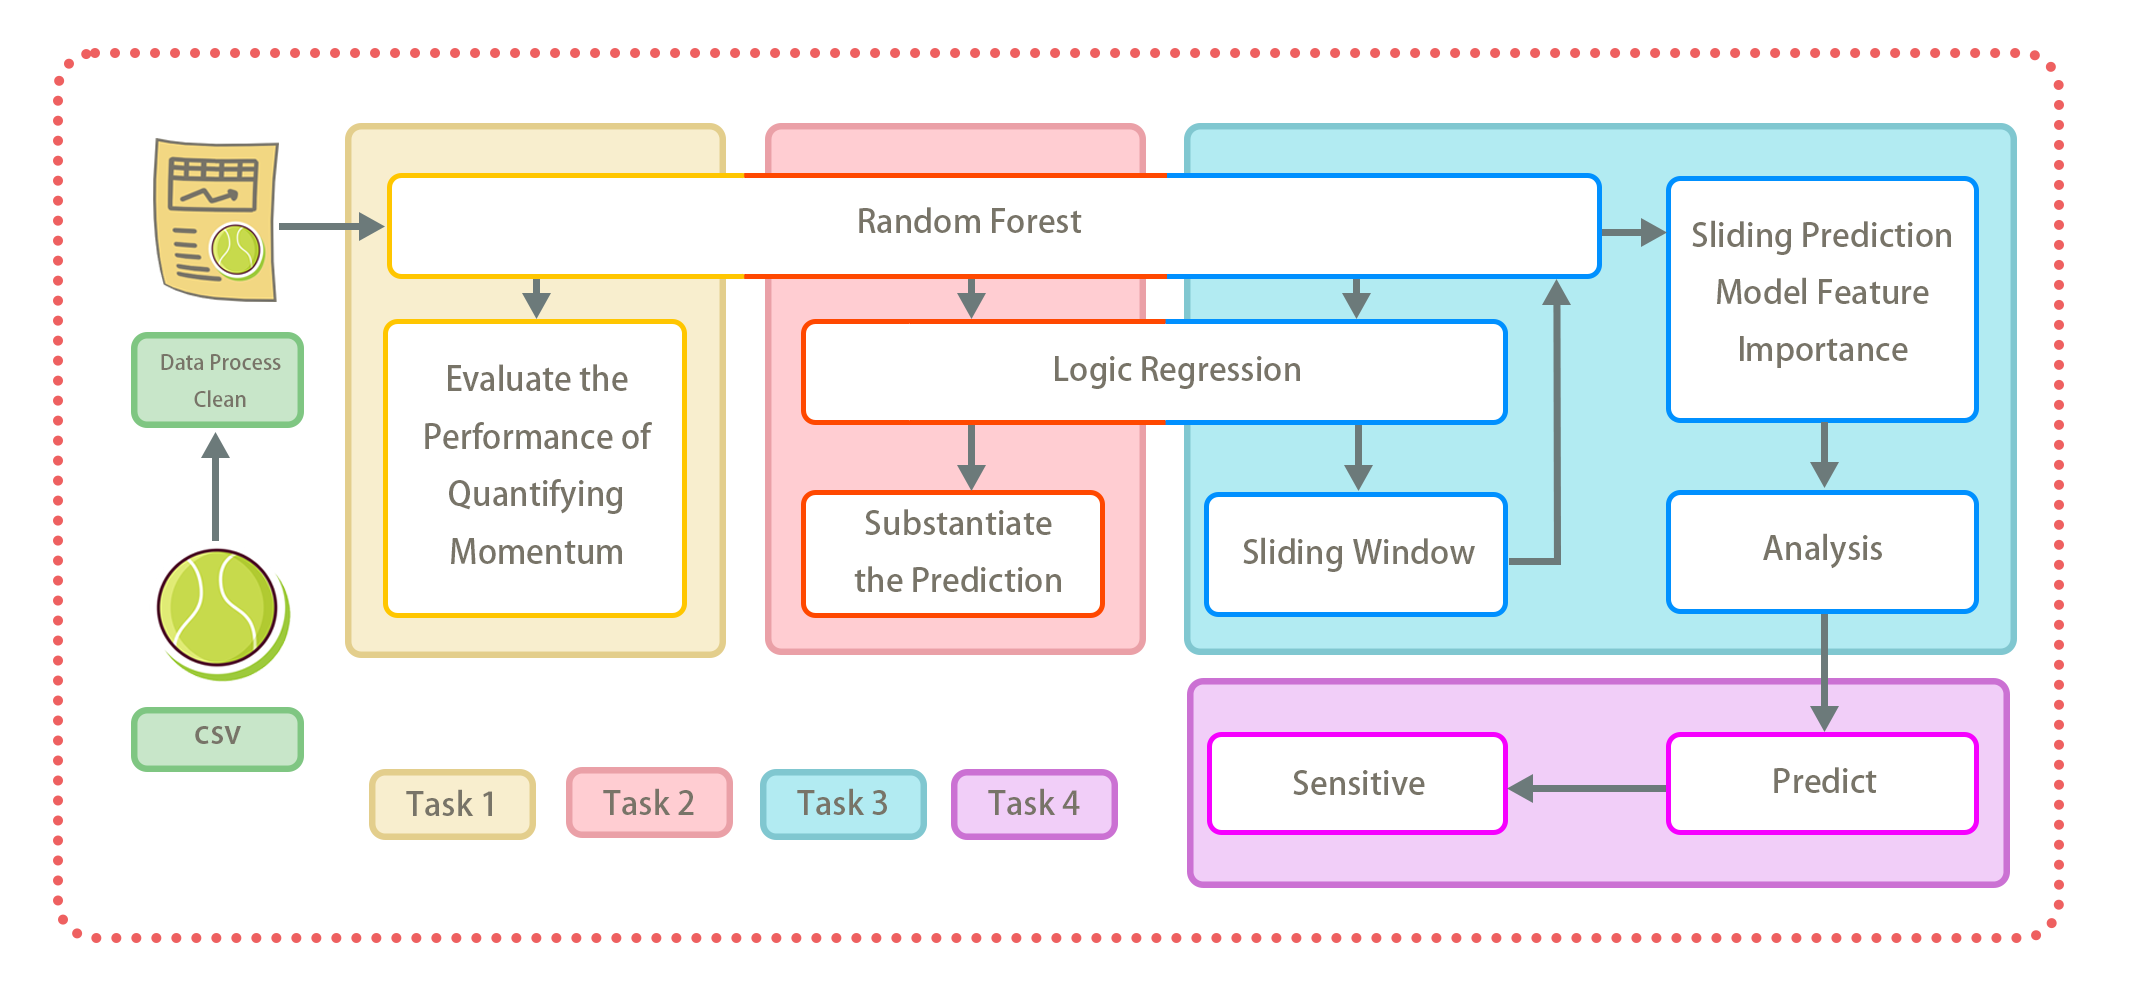 Data Process
Clean
CSV
Random Forest
Evaluate the
Performance of
Quantifying
Momentum
Logic Regression
Substantiate
the Prediction
Sliding Window
Sliding Prediction
Model Feature
Importance
Analysis
Predict
Sensitive
Task 1
Task 2
Task 3
Task 4